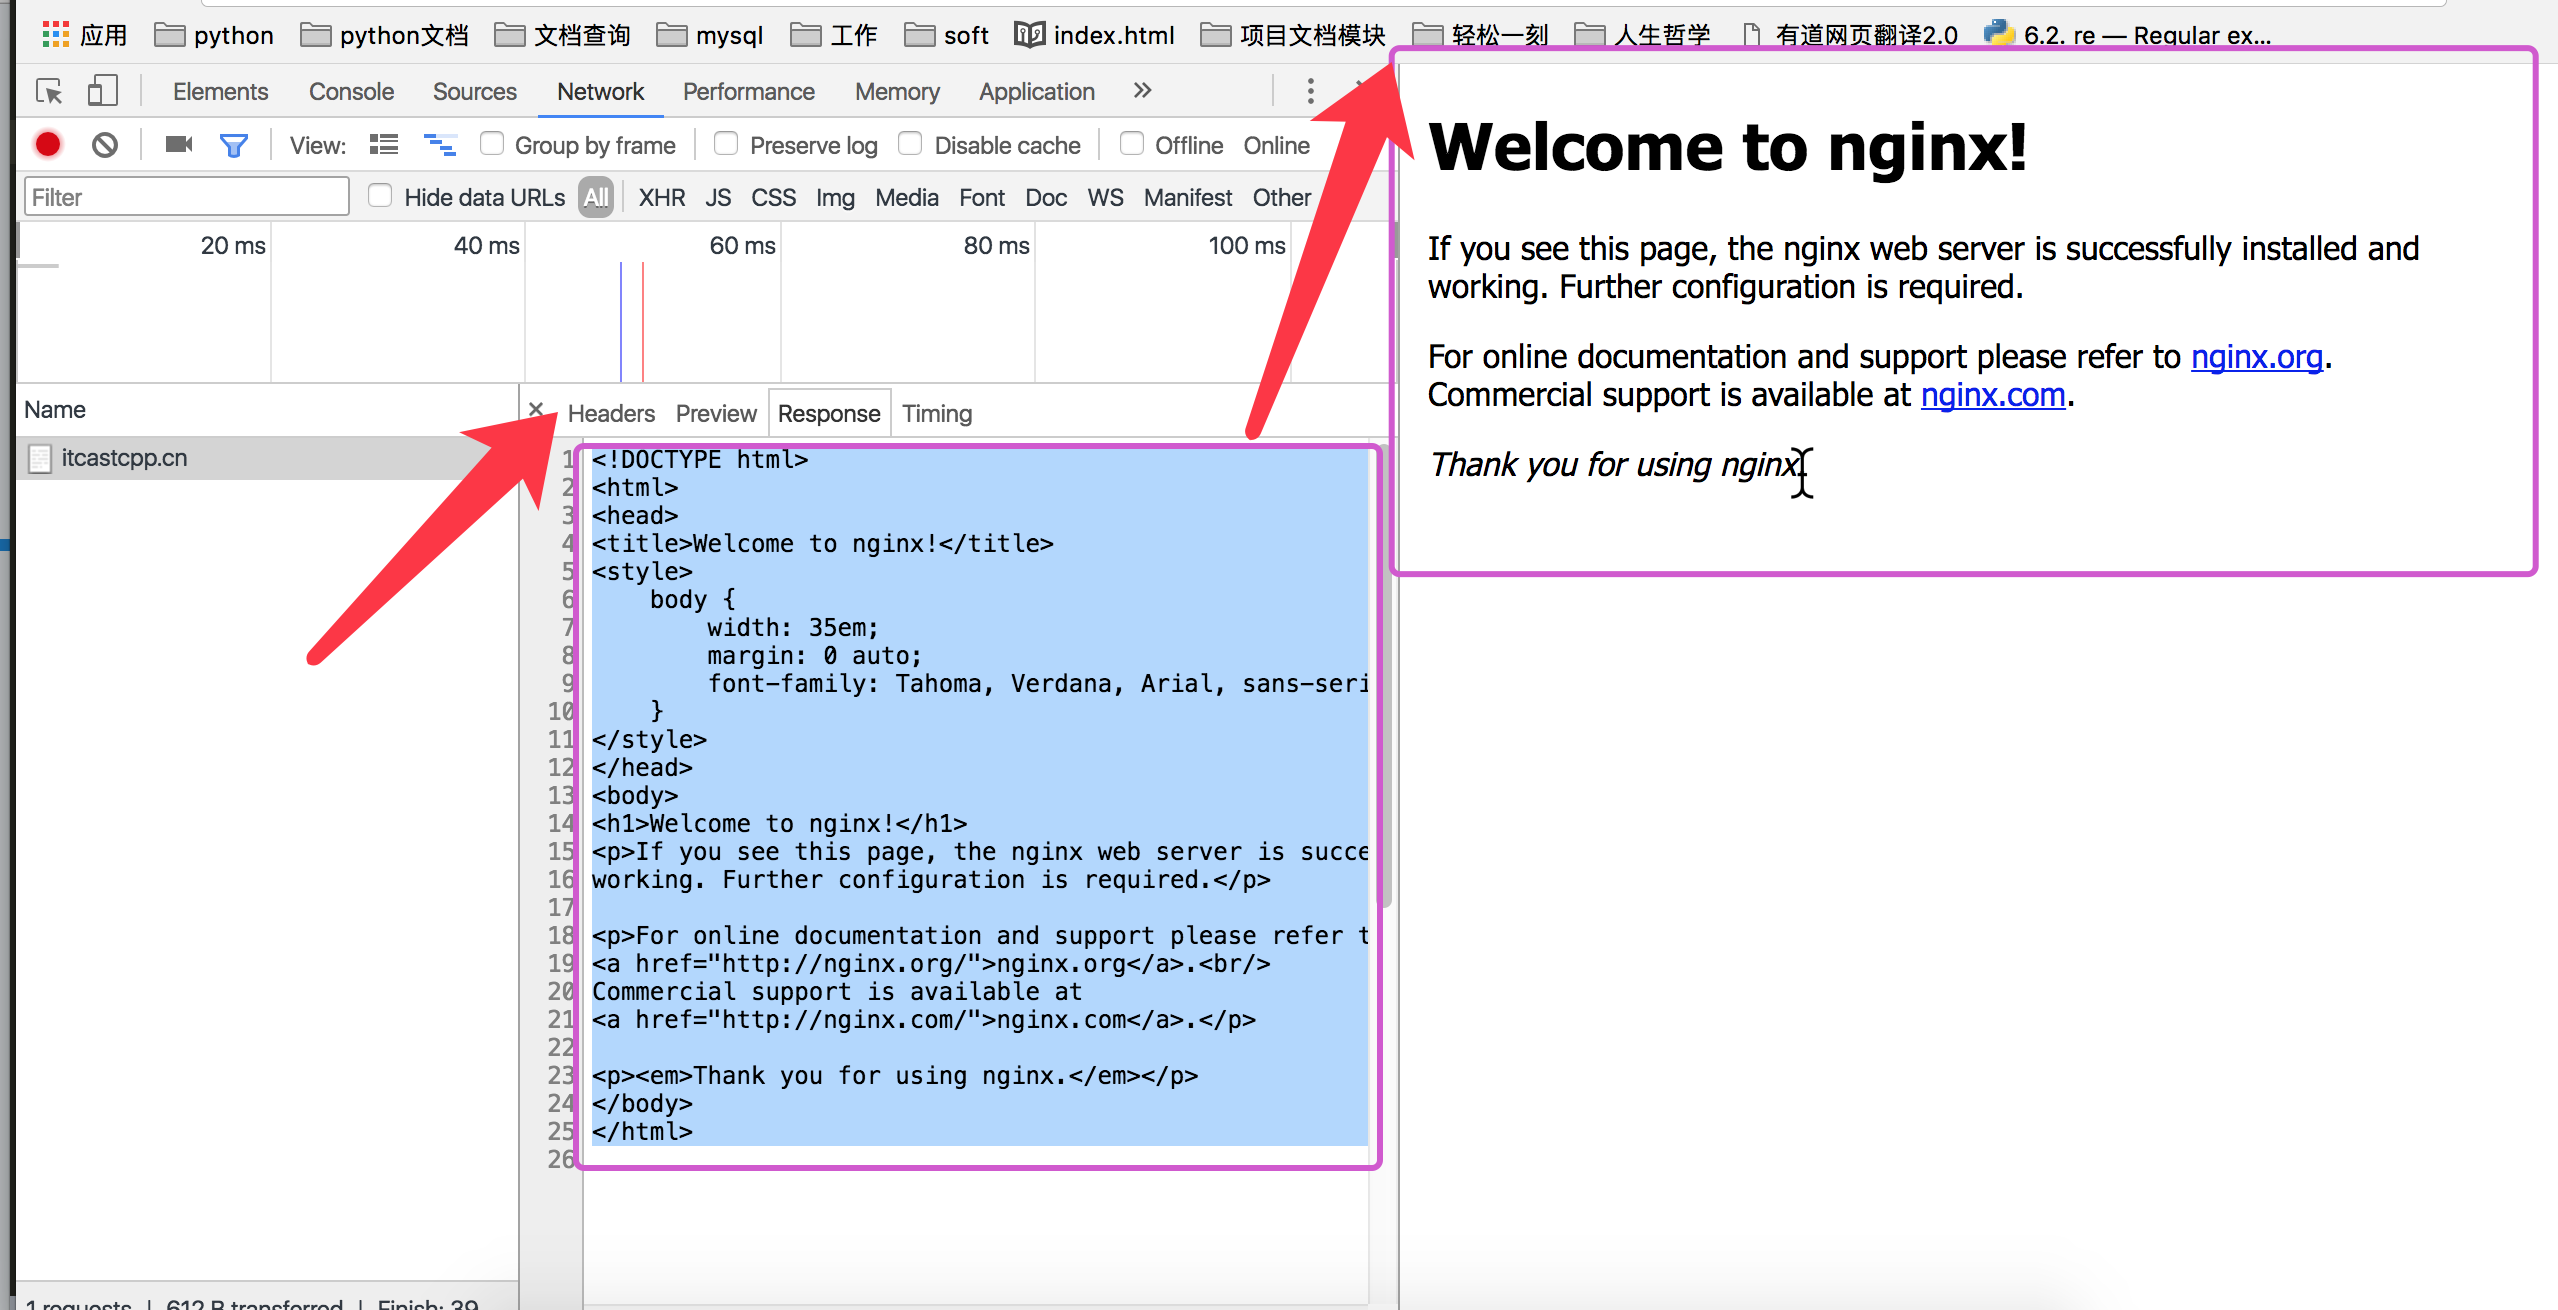 应用 python python文档 文档查询 mysql 工作 soft index.html 项目文档模块 轻松一刻 人生哲学 有道网页翻译2.0 6.2. re — Regular ex...
Elements Console Sources Network Performance Memory Application »
View: Group by frame Preserve log Disable cache Offline Online
Filter Hide data URLs All XHR JS CSS Img Media Font Doc WS Manifest Other
20 ms 40 ms 60 ms 80 ms 100 ms
Name
itcastcpp.cn
× Headers Preview Response Timing
1 <!DOCTYPE html>
2 <html>
3 <head>
4 <title>Welcome to nginx!</title>
5 <style>
6     body {
7         width: 35em;
8         margin: 0 auto;
9         font-family: Tahoma, Verdana, Arial, sans-seri
10     }
11 </style>
12 </head>
13 <body>
14 <h1>Welcome to nginx!</h1>
15 <p>If you see this page, the nginx web server is succe
16 working. Further configuration is required.</p>
17
18 <p>For online documentation and support please refer t
19 <a href="http://nginx.org/">nginx.org</a>.<br/>
20 Commercial support is available at
21 <a href="http://nginx.com/">nginx.com</a>.</p>
22
23 <p><em>Thank you for using nginx.</em></p>
24 </body>
25 </html>
26
1 requests | 612 B transferred | Finish: 39
Welcome to nginx!
If you see this page, the nginx web server is successfully installed and
working. Further configuration is required.
For online documentation and support please refer to nginx.org.
Commercial support is available at nginx.com.
Thank you for using nginx.